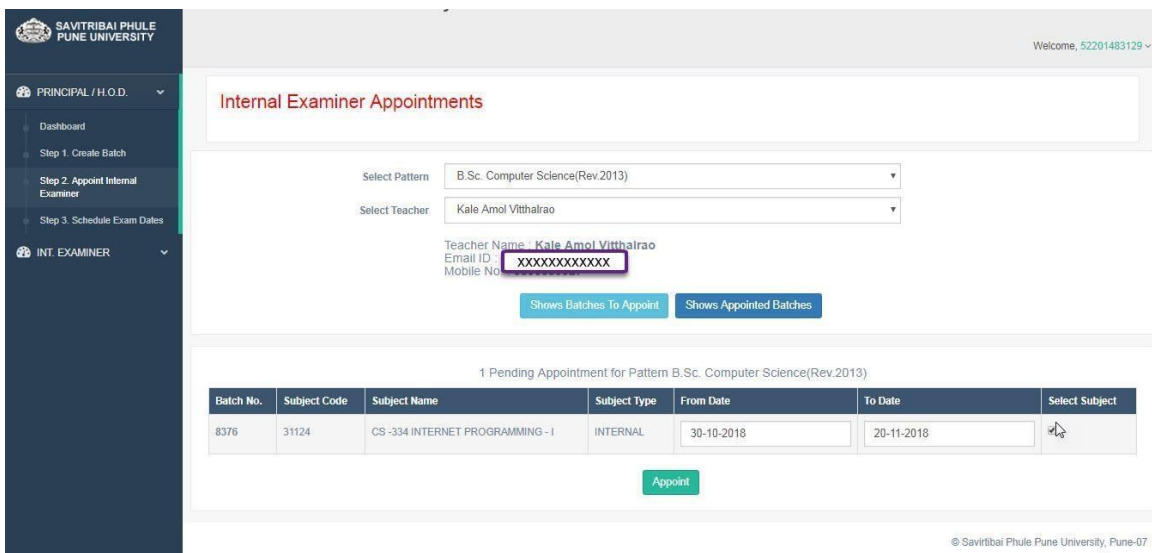 SAVITRIBAI PHULE
PUNE UNIVERSITY
Welcome, 52201483129
PRINCIPAL / H.O.D.
Dashboard
Step 1. Create Batch
Step 2. Appoint Internal
Examiner
Step 3. Schedule Exam Dates
INT. EXAMINER
Internal Examiner Appointments
Select Pattern B.Sc. Computer Science(Rev.2013)
Select Teacher Kale Amol Vitthalrao
Teacher Name : Kale Amol Vitthalrao
Email ID : XXXXXXXXXXXX
Mobile No
Shows Batches To Appoint Shows Appointed Batches
1 Pending Appointment for Pattern B.Sc. Computer Science(Rev.2013)
Batch No. Subject Code Subject Name Subject Type From Date To Date Select Subject
8376 31124 CS -334 INTERNET PROGRAMMING - I INTERNAL 30-10-2018 20-11-2018
Appoint
© Savirtibai Phule Pune University, Pune-07